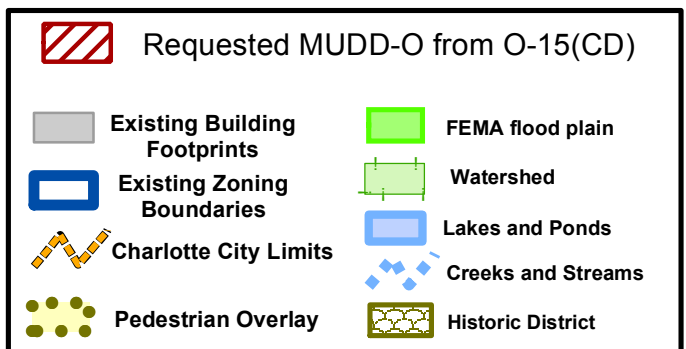 Requested MUDD-O from O-15(CD)
Existing Building
Footprints
Existing Zoning
Boundaries
Charlotte City Limits
Pedestrian Overlay
FEMA flood plain
Watershed
Lakes and Ponds
Creeks and Streams
Historic District